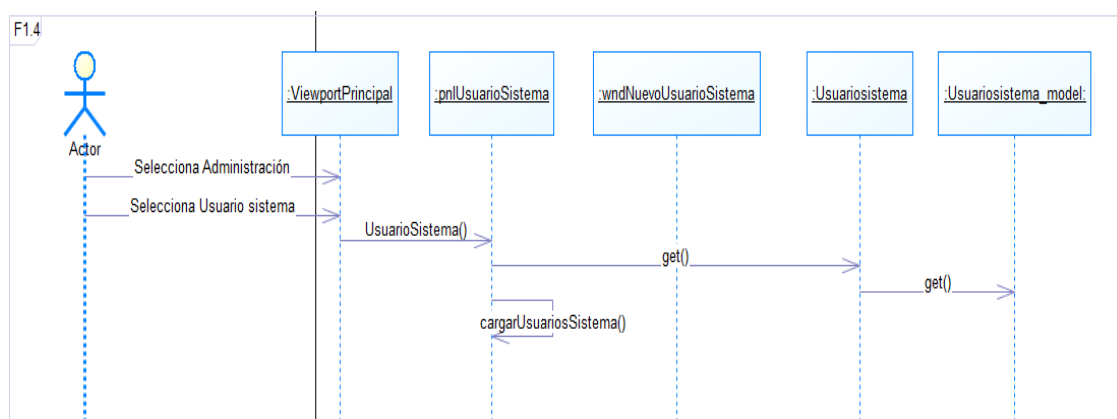 F1.4
:ViewportPrincipal
:pnlUsuarioSistema
:wndNuevoUsuarioSistema
:Usuariosistema
:Usuariosistema_model:
Actor
Selecciona Administración
Selecciona Usuario sistema
UsuarioSistema()
get()
get()
cargarUsuariosSistema()